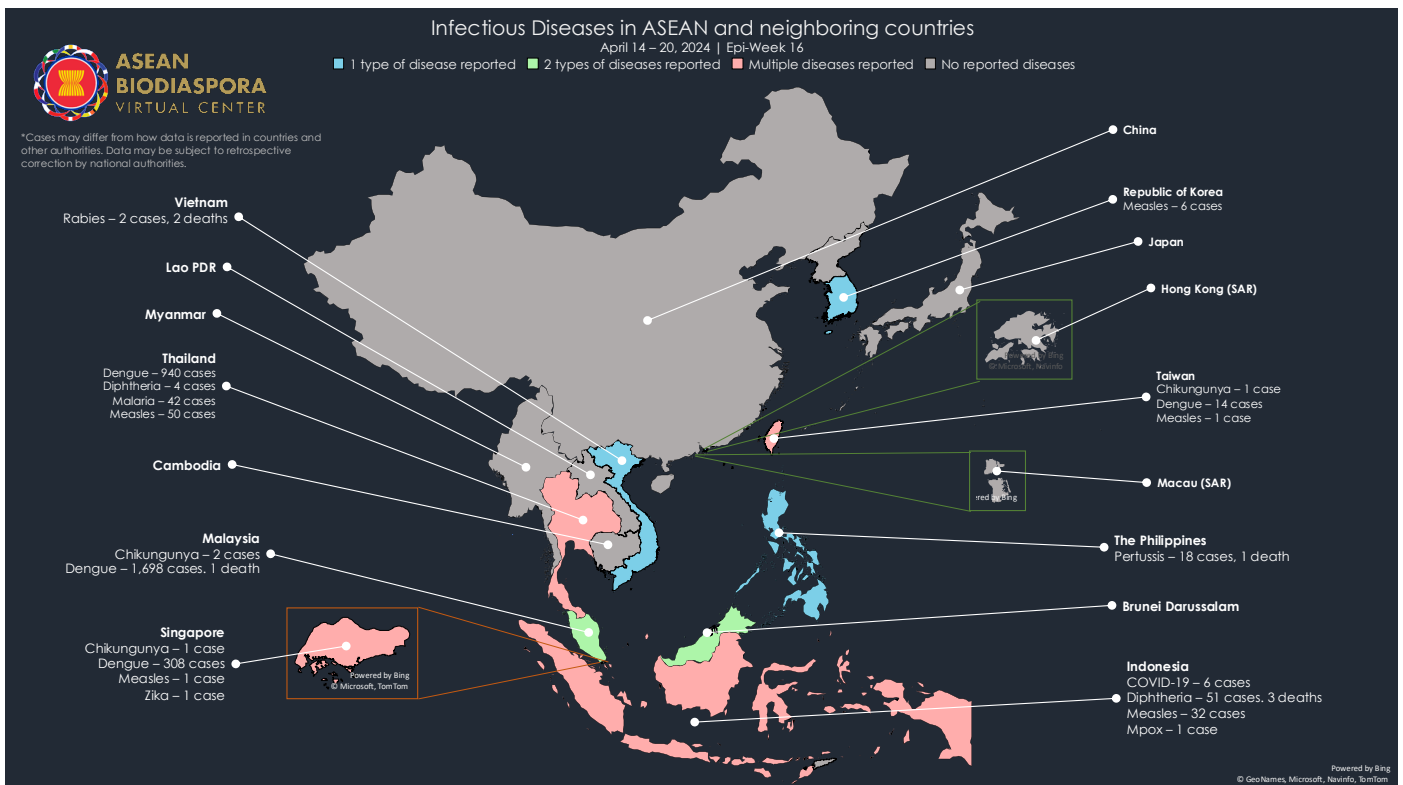 Infectious Diseases in ASEAN and neighboring countries
April 14 – 20, 2024 | Epi-Week 16
1 type of disease reported
2 types of diseases reported
Multiple diseases reported
No reported diseases
ASEAN
BIODIASPORA
VIRTUAL CENTER
*Cases may differ from how data is reported in countries and
other authorities. Data may be subject to retrospective
correction by national authorities.
Vietnam
Rabies – 2 cases, 2 deaths
Lao PDR
Myanmar
Thailand
Dengue – 940 cases
Diphtheria – 4 cases
Malaria – 42 cases
Measles – 50 cases
Cambodia
Malaysia
Chikungunya – 2 cases
Dengue – 1,698 cases. 1 death
Singapore
Chikungunya – 1 case
Dengue – 308 cases
Measles – 1 case
Zika – 1 case
Powered by Bing
© Microsoft, TomTom
China
Republic of Korea
Measles – 6 cases
Japan
Hong Kong (SAR)
Powered by Bing
© Microsoft, Navinfo
Taiwan
Chikungunya – 1 case
Dengue – 14 cases
Measles – 1 case
Macau (SAR)
red by Bing
The Philippines
Pertussis – 18 cases, 1 death
Brunei Darussalam
Indonesia
COVID-19 – 6 cases
Diphtheria – 51 cases. 3 deaths
Measles – 32 cases
Mpox – 1 case
Powered by Bing
© GeoNames, Microsoft, Navinfo, TomTom